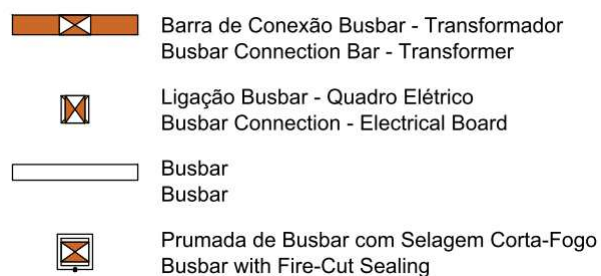 Barra de Conexão Busbar - Transformador
Busbar Connection Bar - Transformer
Ligação Busbar - Quadro Elétrico
Busbar Connection - Electrical Board
Busbar
Busbar
Prumada de Busbar com Selagem Corta-Fogo
Busbar with Fire-Cut Sealing